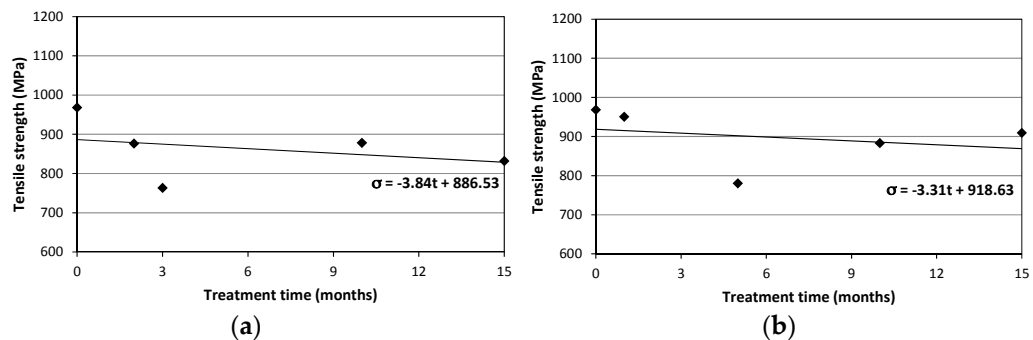 1200
1100
1000
900
800
700
600
Tensile strength (MPa)
σ = -3.84t + 886.53
0 3 6 9 12 15
Treatment time (months)
(a)
1200
1100
1000
900
800
700
600
Tensile strength (MPa)
σ = -3.31t + 918.63
0 3 6 9 12 15
Treatment time (months)
(b)